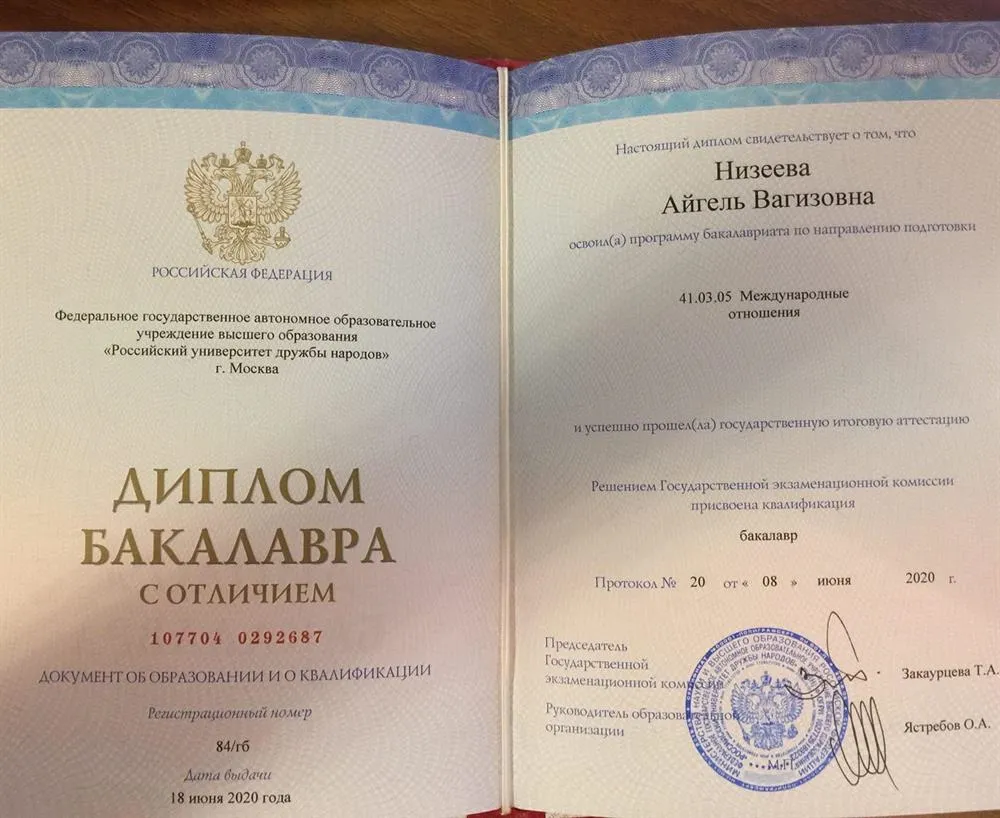 РОССИЙСКАЯ ФЕДЕРАЦИЯ
Федеральное государственное автономное образовательное
учреждение высшего образования
«Российский университет дружбы народов»
г. Москва
ДИПЛОМ
БАКАЛАВРА
С ОТЛИЧИЕМ
107704 0292687
ДОКУМЕНТ ОБ ОБРАЗОВАНИИ И О КВАЛИФИКАЦИИ
Регистрационный номер
84/гб
Дата выдачи
18 июня 2020 года
Настоящий диплом свидетельствует о том, что
Низеева
Айгель Вагизовна
освоил(а) программу бакалавриата по направлению подготовки
41.03.05 Международные
отношения
и успешно прошел(ла) государственную итоговую аттестацию
Решением Государственной экзаменационной комиссии
присвоена квалификация
бакалавр
Протокол № 20 от « 08 » июня 2020 г.
Председатель
Государственной
экзаменационной комиссии
Закаурцева Т.А.
Руководитель образовательной
организации
Ястребов О.А.
М.П.